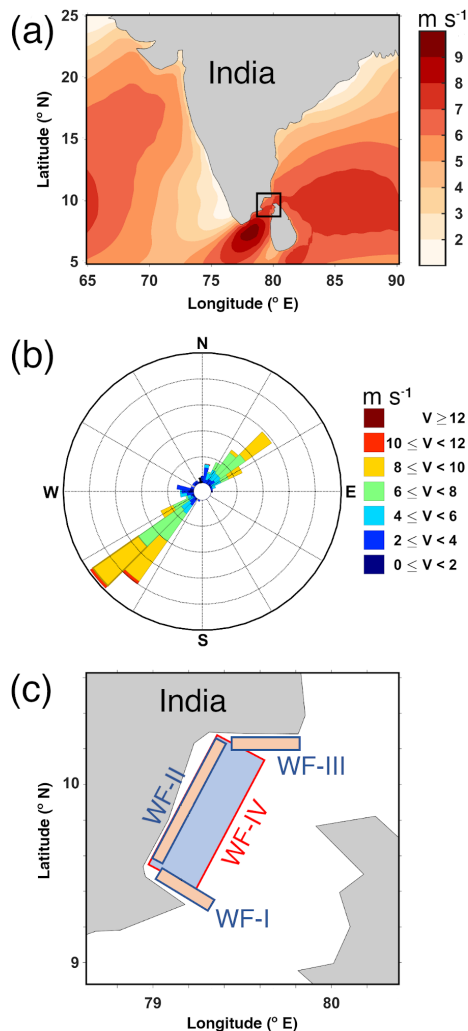 (a)
m s-1
India
25
20
15
10
5
Latitude (º N)
65
70
75
80
85
90
Longitude (º E)
9
8
7
6
5
4
3
2
(b)
N
W
E
S
m s-1
V ≥ 12
10 ≤ V < 12
8 ≤ V < 10
6 ≤ V < 8
4 ≤ V < 6
2 ≤ V < 4
0 ≤ V < 2
(c)
India
WF-II
WF-III
WF-IV
WF-I
10
9
Latitude (º N)
79
80
Longitude (º E)